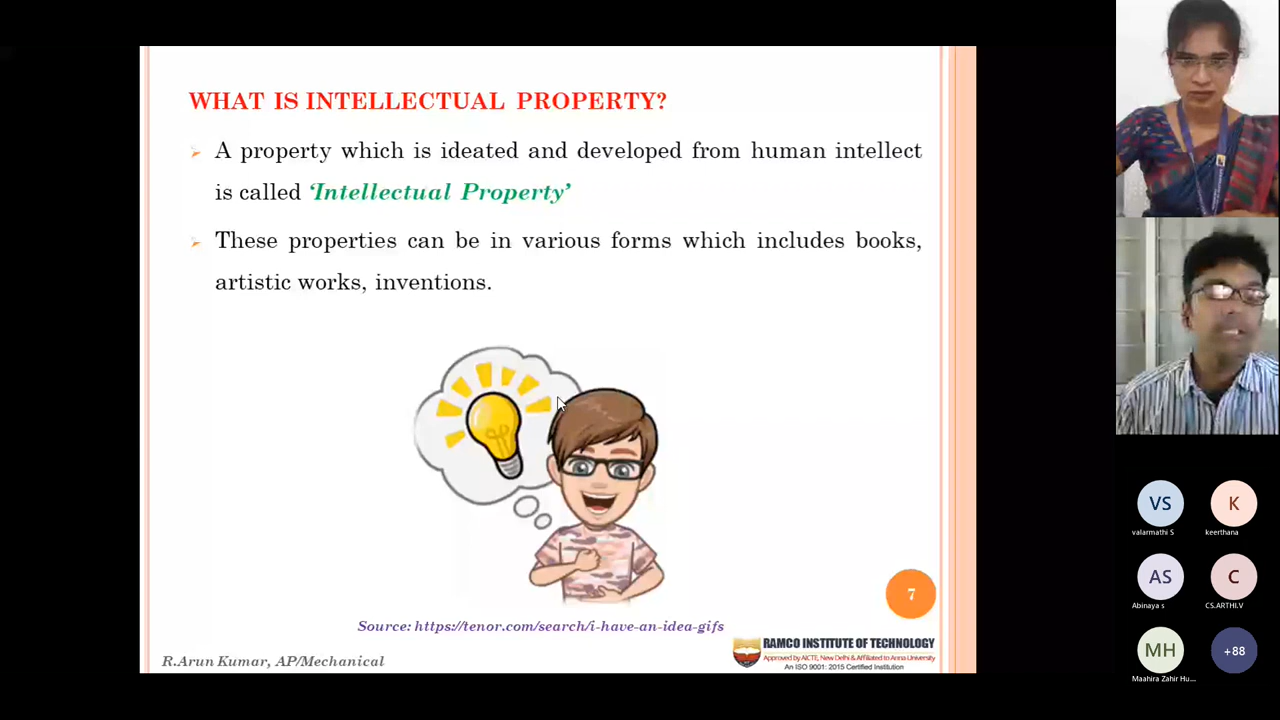 WHAT IS INTELLECTUAL PROPERTY?
A property which is ideated and developed from human intellect
is called ‘Intellectual Property’
These properties can be in various forms which includes books,
artistic works, inventions.
7
Source: https://tenor.com/search/i-have-an-idea-gifs
R.Arun Kumar, AP/Mechanical
RAMCO INSTITUTE OF TECHNOLOGY
Approved by AICTE, New Delhi & Affiliated to Anna University
An ISO 9001: 2015 Certified Institution
VS
K
valarmathi S
keerthana
AS
C
Abinaya s
CS.ARTHI.V
MH
+88
Maahira Zahir Hu...